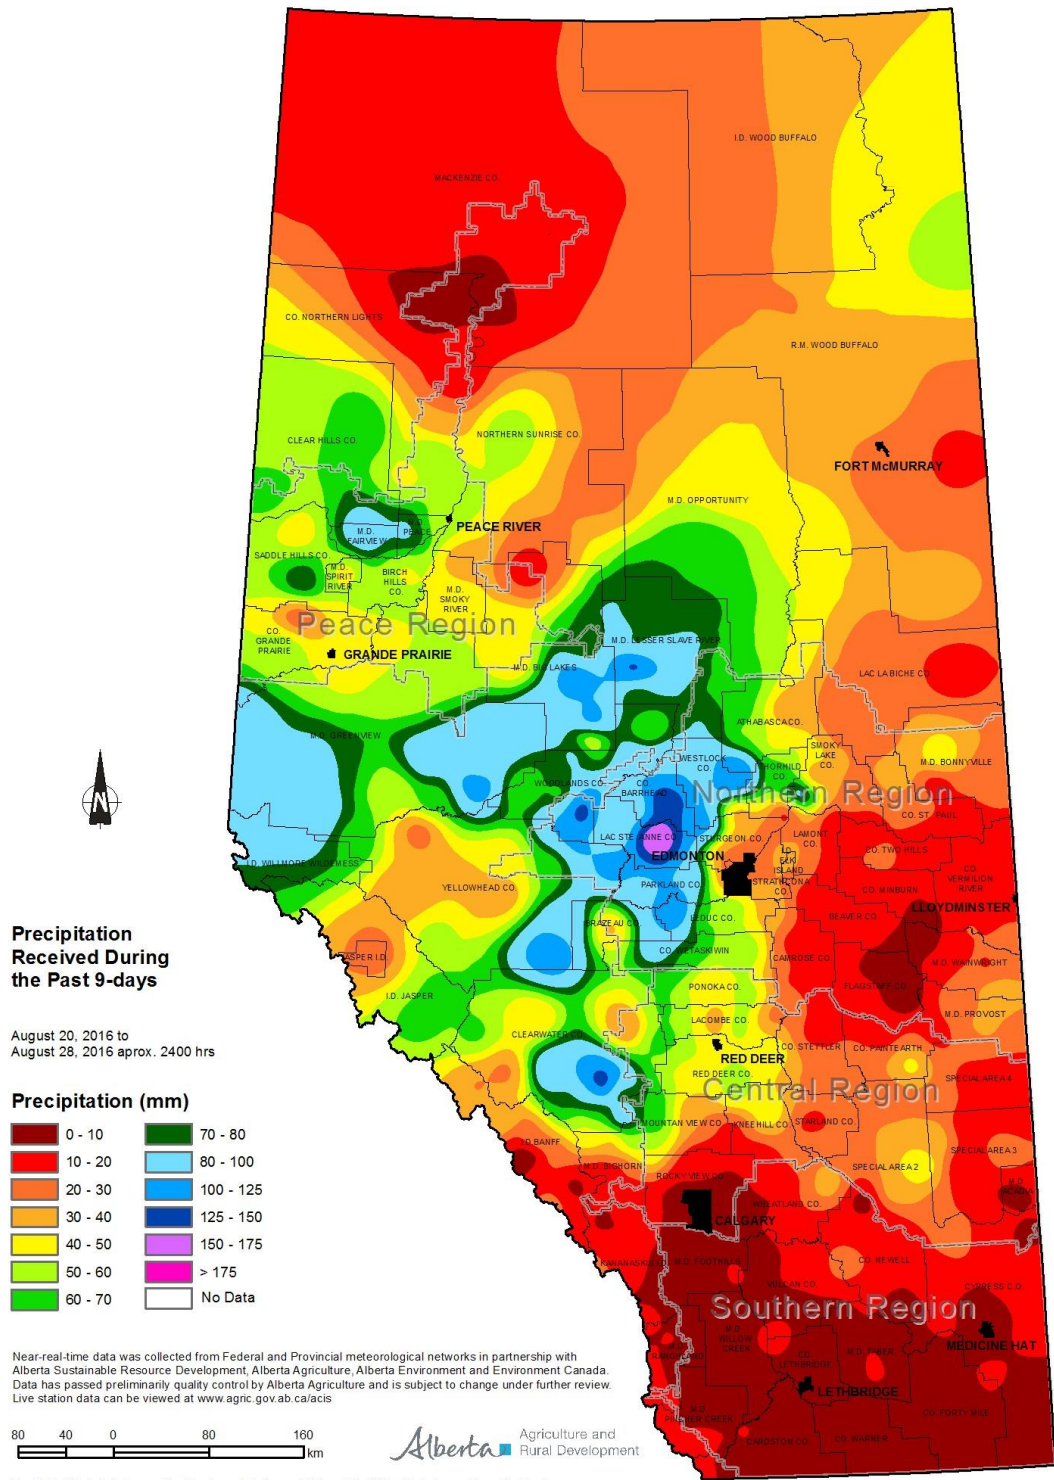 I.D. WOOD BUFFALO
MACKENZIE CO.
CO. NORTHERN LIGHTS
R.M. WOOD BUFFALO
CLEAR HILLS CO.
NORTHERN SUNRISE CO.
FORT McMURRAY
M.D. OPPORTUNITY
M.D.
FAIRVIEW
M.D.
PEACE
PEACE RIVER
SADDLE HILLS CO.
M.D.
SPIRIT
RIVER
BIRCH
HILLS
CO.
M.D.
SMOKY
RIVER
Peace Region
CO.
GRANDE
PRAIRIE
GRANDE PRAIRIE
M.D. LESSER SLAVE RIVER
M.D. BIG LAKES
LAC LA BICHE CO.
M.D. GREENVIEW
ATHABASCA CO.
WESTLOCK
CO.
THORHILD
CO.
SMOKY
LAKE
CO.
M.D. BONNYVILLE
N
WOODLANDS CO.
CO.
BARRHEAD
Northern Region
CO. ST. PAUL
LAC STE ANNE CO.
STURGEON CO.
LAMONT
CO.
CO. TWO HILLS
EDMONTON
I.D.
ELK
ISLAND
I.D. WILLMORE WILDERNESS
YELLOWHEAD CO.
PARKLAND CO.
STRATHCONA
CO.
CO. MINBURN
CO.
VERMILION
RIVER
LLOYDMINSTER
BRAZEAU CO.
LEDUC CO.
BEAVER CO.
Precipitation
Received During
the Past 9-days
JASPER I.D.
CO. WETASKIWIN
CAMROSE CO.
M.D. WAINWRIGHT
I.D. JASPER
PONOKA CO.
FLAGSTAFF CO.
August 20, 2016 to
August 28, 2016 aprox. 2400 hrs
CLEARWATER CO.
LACOMBE CO.
M.D. PROVOST
RED DEER
CO. STETTLER
CO. PAINTEARTH
RED DEER CO.
SPECIAL AREA 4
Central Region
Precipitation (mm)
0 - 10
70 - 80
10 - 20
80 - 100
20 - 30
100 - 125
30 - 40
125 - 150
40 - 50
150 - 175
50 - 60
> 175
60 - 70
No Data
MOUNTAIN VIEW CO.
KNEEHILL CO.
STARLAND CO.
I.D. BANFF
M.D. BIGHORN
SPECIAL AREA 3
SPECIAL AREA 2
ROCKY VIEW CO.
M.D.
ACADIA
WHEATLAND CO.
CALGARY
KANANASKIS I.D.
M.D. FOOTHILLS
CO. NEWELL
VULCAN CO.
CYPRESS CO.
Southern Region
M.D.
WILLOW
CREEK
MEDICINE HAT
M.D.
RANCHLAND
CO.
LETHBRIDGE
M.D. TABER
LETHBRIDGE
M.D.
PINCHER CREEK
CO. FORTY MILE
CARDSTON CO.
CO. WARNER
Near-real-time data was collected from Federal and Provincial meteorological networks in partnership with
Alberta Sustainable Resource Development, Alberta Agriculture, Alberta Environment and Environment Canada.
Data has passed preliminarily quality control by Alberta Agriculture and is subject to change under further review.
Live station data can be viewed at www.agric.gov.ab.ca/acis
80 40 0 80 160
km
Alberta
Agriculture and
Rural Development